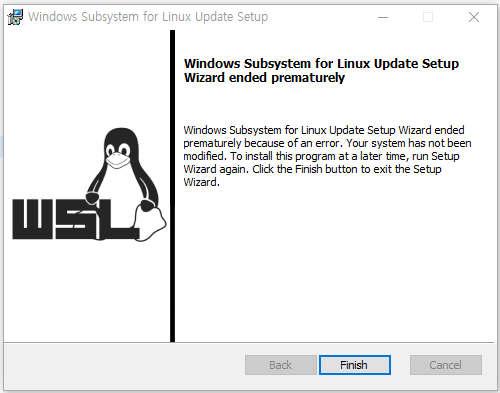 Windows Subsystem for Linux Update Setup
Windows Subsystem for Linux Update Setup
Wizard ended prematurely
Windows Subsystem for Linux Update Setup Wizard ended
prematurely because of an error. Your system has not been
modified. To install this program at a later time, run Setup
Wizard again. Click the Finish button to exit the Setup
Wizard.
WSL
Back
Finish
Cancel